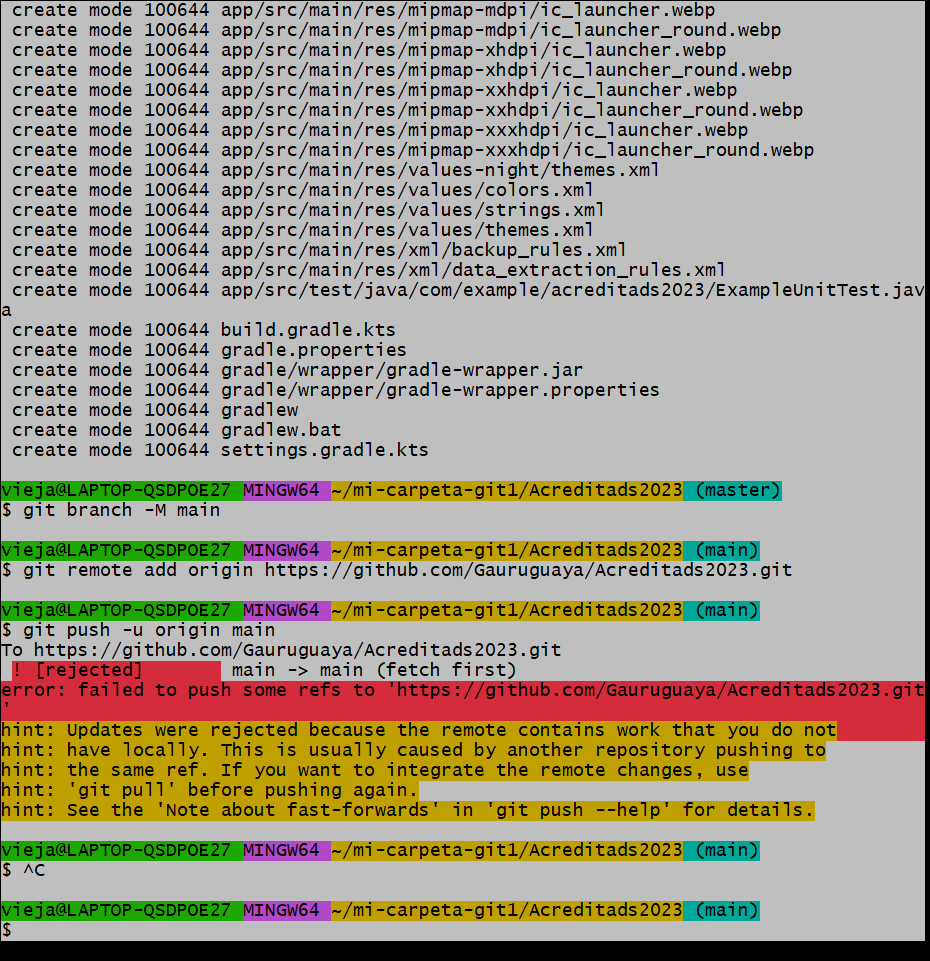 create mode 100644 app/src/main/res/mipmap-mdpi/ic_launcher.webp
create mode 100644 app/src/main/res/mipmap-mdpi/ic_launcher_round.webp
create mode 100644 app/src/main/res/mipmap-xhdpi/ic_launcher.webp
create mode 100644 app/src/main/res/mipmap-xhdpi/ic_launcher_round.webp
create mode 100644 app/src/main/res/mipmap-xxhdpi/ic_launcher.webp
create mode 100644 app/src/main/res/mipmap-xxhdpi/ic_launcher_round.webp
create mode 100644 app/src/main/res/mipmap-xxxhdpi/ic_launcher.webp
create mode 100644 app/src/main/res/mipmap-xxxhdpi/ic_launcher_round.webp
create mode 100644 app/src/main/res/values-night/themes.xml
create mode 100644 app/src/main/res/values/colors.xml
create mode 100644 app/src/main/res/values/strings.xml
create mode 100644 app/src/main/res/values/themes.xml
create mode 100644 app/src/main/res/xml/backup_rules.xml
create mode 100644 app/src/main/res/xml/data_extraction_rules.xml
create mode 100644 app/src/test/java/com/example/acreditads2023/ExampleUnitTest.jav
a
create mode 100644 build.gradle.kts
create mode 100644 gradle.properties
create mode 100644 gradle/wrapper/gradle-wrapper.jar
create mode 100644 gradle/wrapper/gradle-wrapper.properties
create mode 100644 gradlew
create mode 100644 gradlew.bat
create mode 100644 settings.gradle.kts
vieja@LAPTOP-QSDPOE27 MINGW64 ~/mi-carpeta-git1/Acreditads2023 (master)
$ git branch -M main
vieja@LAPTOP-QSDPOE27 MINGW64 ~/mi-carpeta-git1/Acreditads2023 (main)
$ git remote add origin https://github.com/Gauruguaya/Acreditads2023.git
vieja@LAPTOP-QSDPOE27 MINGW64 ~/mi-carpeta-git1/Acreditads2023 (main)
$ git push -u origin main
To https://github.com/Gauruguaya/Acreditads2023.git
! [rejected] main -> main (fetch first)
error: failed to push some refs to 'https://github.com/Gauruguaya/Acreditads2023.git
'
hint: Updates were rejected because the remote contains work that you do not
hint: have locally. This is usually caused by another repository pushing to
hint: the same ref. If you want to integrate the remote changes, use
hint: 'git pull' before pushing again.
hint: See the 'Note about fast-forwards' in 'git push --help' for details.
vieja@LAPTOP-QSDPOE27 MINGW64 ~/mi-carpeta-git1/Acreditads2023 (main)
$ ^C
vieja@LAPTOP-QSDPOE27 MINGW64 ~/mi-carpeta-git1/Acreditads2023 (main)
$